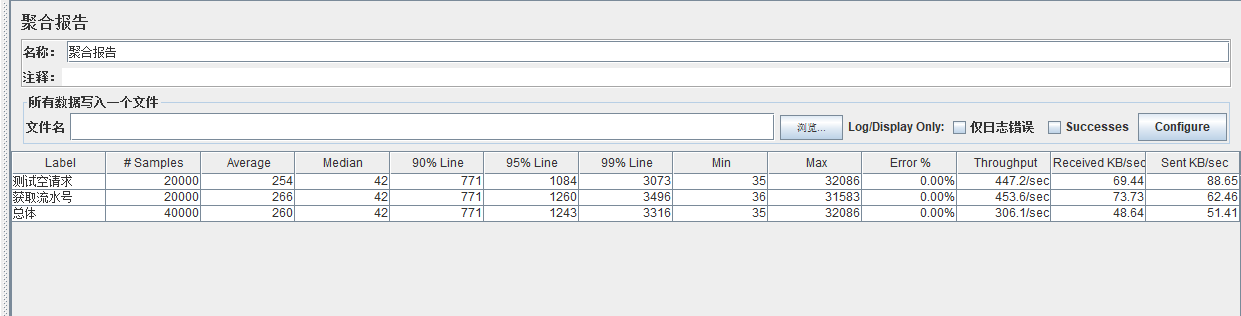 聚合报告
名称： 聚合报告
注释：
所有数据写入一个文件
文件名 浏览... Log/Display Only: 仅日志错误 Successes Configure
Label # Samples Average Median 90% Line 95% Line 99% Line Min Max Error % Throughput Received KB/sec Sent KB/sec
测试空请求 20000 254 42 771 1084 3073 35 32086 0.00% 447.2/sec 69.44 88.65
获取流水号 20000 266 42 771 1260 3496 36 31583 0.00% 453.6/sec 73.73 62.46
总体 40000 260 42 771 1243 3316 35 32086 0.00% 306.1/sec 48.64 51.41